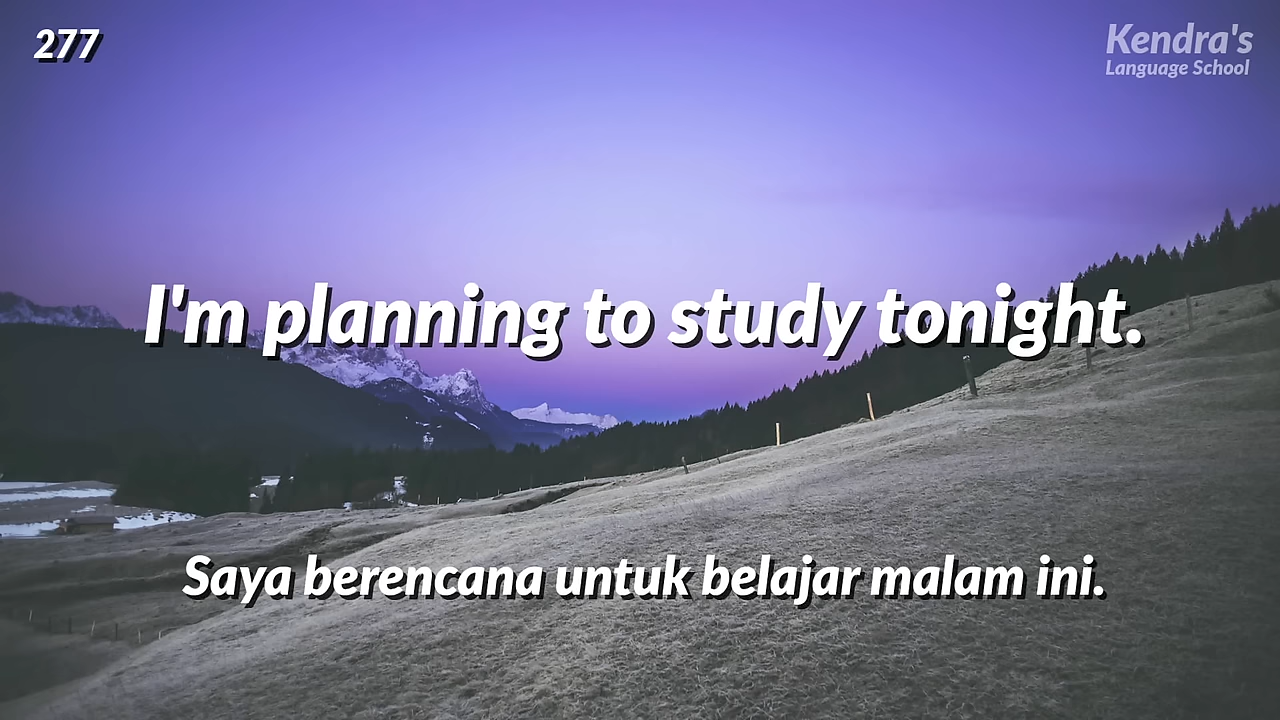 277
Kendra's
Language School
I'm planning to study tonight.
Saya berencana untuk belajar malam ini.